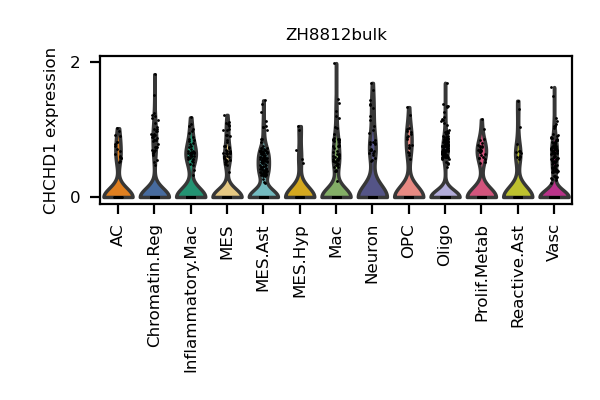 ZH8812bulk
CHCHD1 expression
2
0
AC
Chromatin.Reg
Inflammatory.Mac
MES
MES.Ast
MES.Hyp
Mac
Neuron
OPC
Oligo
Prolif.Metab
Reactive.Ast
Vasc